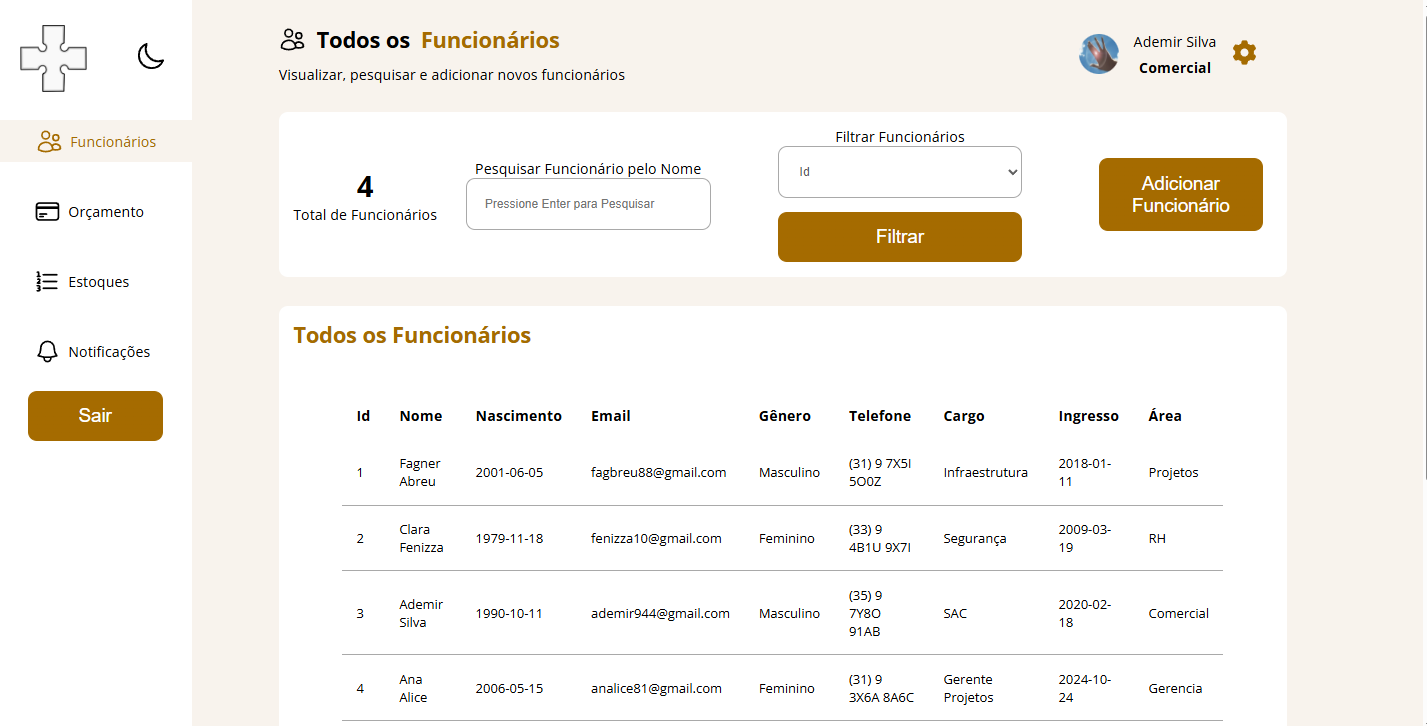 Todos os Funcionários
Visualizar, pesquisar e adicionar novos funcionários
Ademir Silva
Comercial
Funcionários
Orçamento
Estoques
Notificações
Sair
4
Total de Funcionários
Pesquisar Funcionário pelo Nome
Pressione Enter para Pesquisar
Filtrar Funcionários
Id
Filtrar
Adicionar
Funcionário
Todos os Funcionários
Id Nome Nascimento Email Gênero Telefone Cargo Ingresso Área
1 Fagner Abreu 2001-06-05 fagbreu88@gmail.com Masculino (31) 9 7X5I 5O0Z Infraestrutura 2018-01-11 Projetos
2 Clara Fenizza 1979-11-18 fenizza10@gmail.com Feminino (33) 9 4B1U 9X7I Segurança 2009-03-19 RH
3 Ademir Silva 1990-10-11 ademir944@gmail.com Masculino (35) 9 7Y8O 91AB SAC 2020-02-18 Comercial
4 Ana Alice 2006-05-15 analice81@gmail.com Feminino (31) 9 3X6A 8A6C Gerente Projetos 2024-10-24 Gerencia